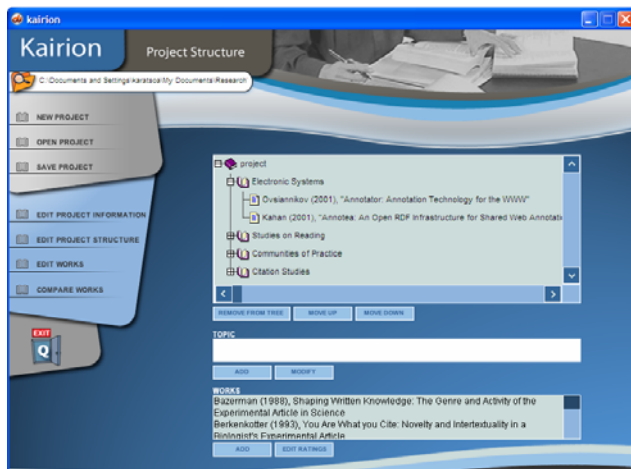 kairion
Kairion
Project Structure
C:\Documents and Settings\karataca\My Documents\Research
NEW PROJECT
OPEN PROJECT
SAVE PROJECT
EDIT PROJECT INFORMATION
EDIT PROJECT STRUCTURE
EDIT WORKS
COMPARE WORKS
EXIT
Q
project
Electronic Systems
Ovsiannikov (2001), "Annotator: Annotation Technology for the WWW"
Kahan (2001), "Annotea: An Open RDF Infrastructure for Shared Web Annotati
Studies on Reading
Communities of Practice
Citation Studies
REMOVE FROM TREE MOVE UP MOVE DOWN
TOPIC
ADD MODIFY
WORKS
Bazerman (1988), Shaping Written Knowledge: The Genre and Activity of the
Experimental Article in Science
Berkenkotter (1993), You Are What you Cite: Novelty and Intertextuality in a
Biologist's Experimental Article
ADD EDIT RATINGS